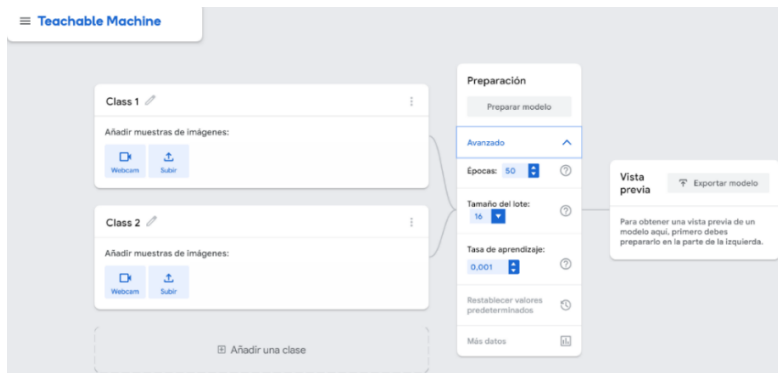 Teachable Machine
Class 1
Añadir muestras de imágenes:
Webcam
Subir
Class 2
Añadir muestras de imágenes:
Webcam
Subir
Añadir una clase
Preparación
Preparar modelo
Avanzado
Épocas: 50
Tamaño del lote:
16
Tasa de aprendizaje:
0,001
Restablecer valores
predeterminados
Más datos
Vista
previa
Exportar modelo
Para obtener una vista previa de un
modelo aquí, primero debes
prepararlo en la parte de la izquierda.